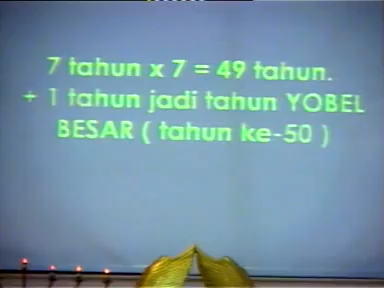 7 tahun x 7 = 49 tahun.
+ 1 tahun jadi tahun YOBEL
BESAR ( tahun ke-50 )